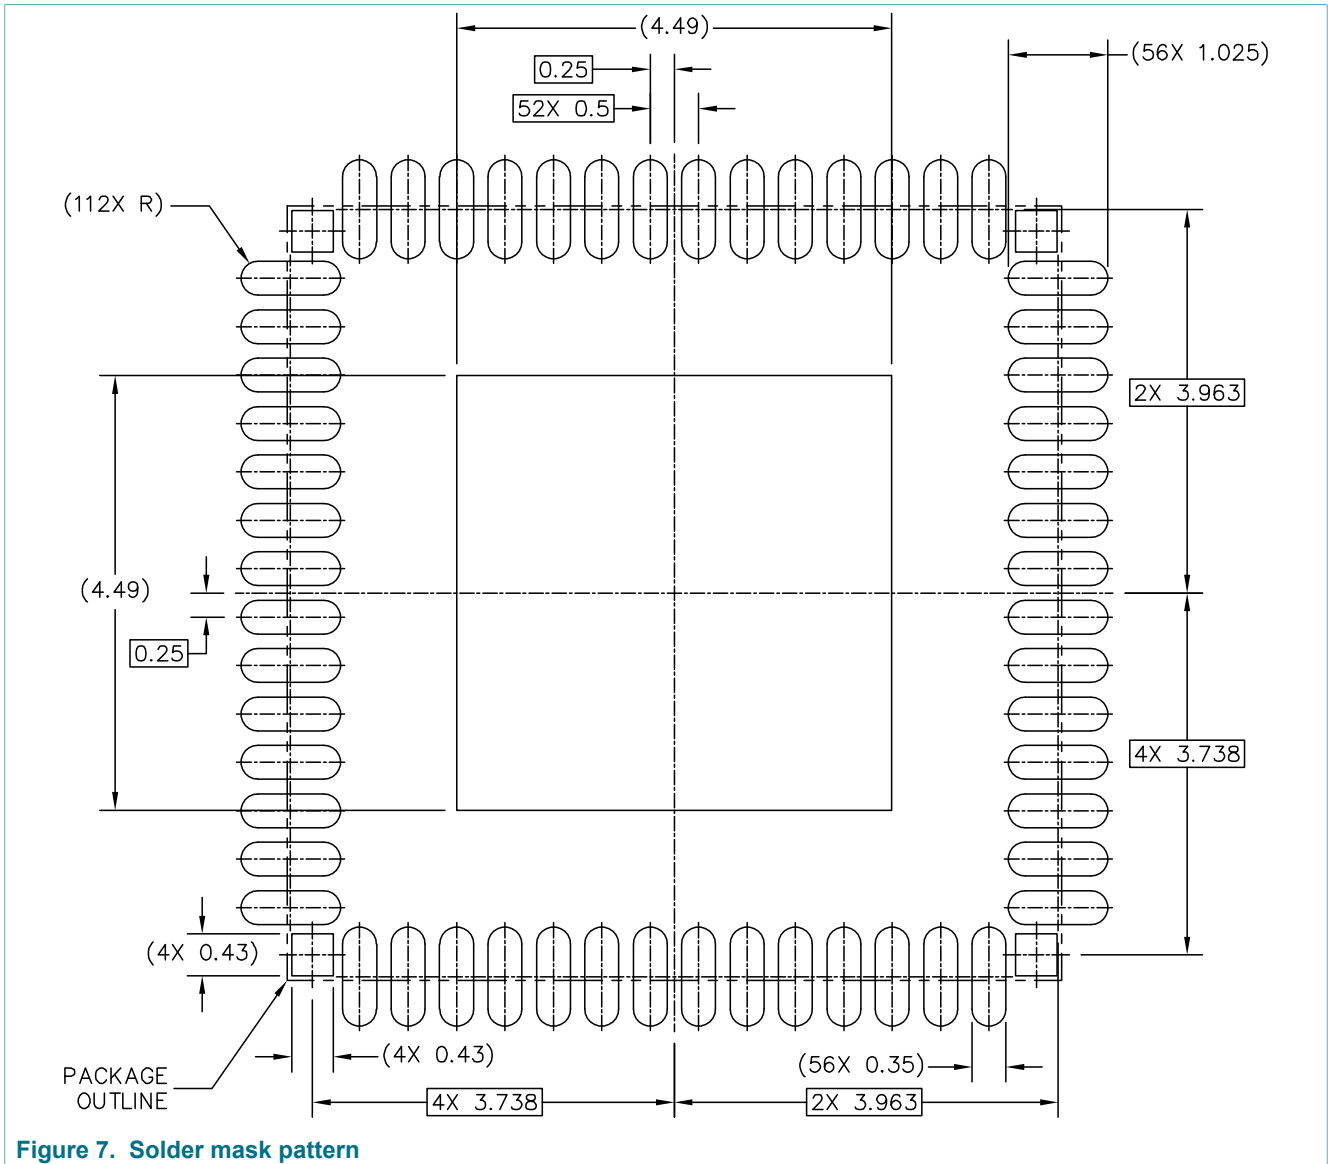 (4.49)
(56X 1.025)
0.25
52X 0.5
(112X R)
2X 3.963
(4.49)
0.25
4X 3.738
(4X 0.43)
(4X 0.43)
(56X 0.35)
PACKAGE
OUTLINE
4X 3.738
2X 3.963
Figure 7. Solder mask pattern